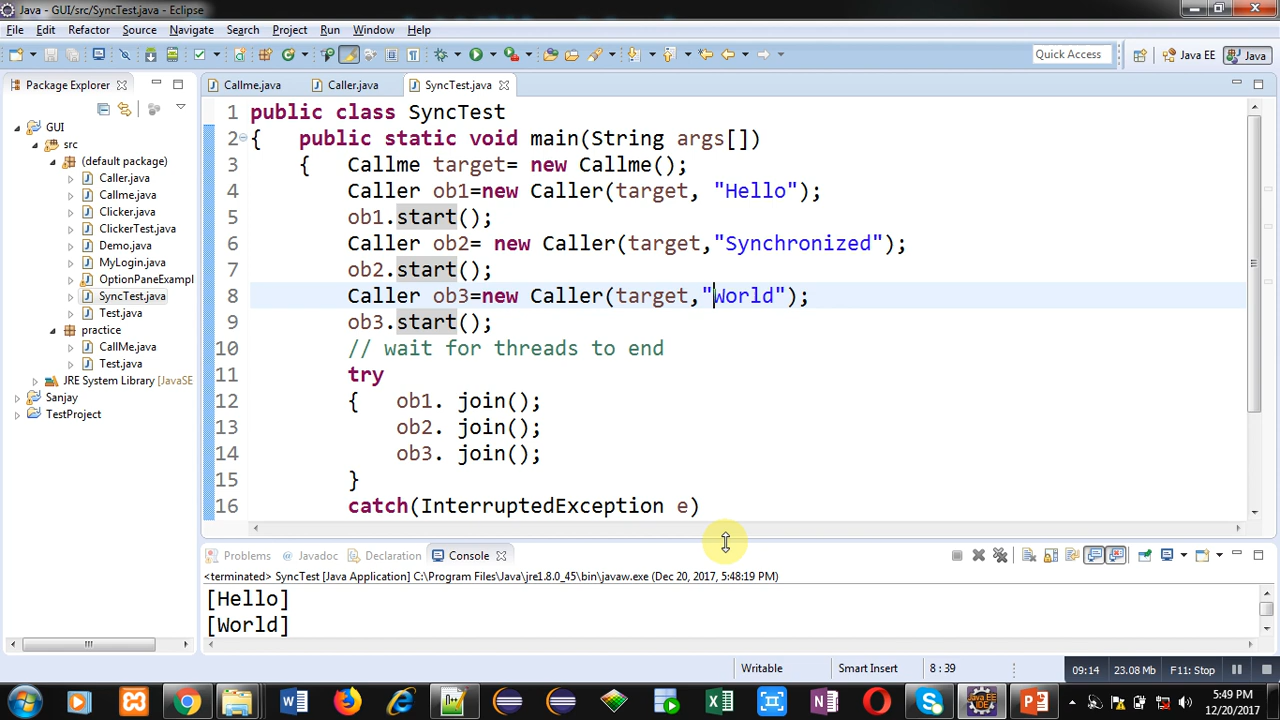 Java - GUI/src/SyncTest.java - Eclipse
File Edit Refactor Source Navigate Search Project Run Window Help
Quick Access Java EE Java
Package Explorer
Callme.java Caller.java SyncTest.java
GUI
src
(default package)
Caller.java
Callme.java
Clicker.java
ClickerTest.java
Demo.java
MyLogin.java
OptionPaneExampl
SyncTest.java
Test.java
practice
CallMe.java
Test.java
JRE System Library [JavaSE
Sanjay
TestProject
1 public class SyncTest
2 { public static void main(String args[])
3 { Callme target= new Callme();
4 Caller ob1=new Caller(target, "Hello");
5 ob1.start();
6 Caller ob2= new Caller(target,"Synchronized");
7 ob2.start();
8 Caller ob3=new Caller(target,"World");
9 ob3.start();
10 // wait for threads to end
11 try
12 { ob1. join();
13 ob2. join();
14 ob3. join();
15 }
16 catch(InterruptedException e)
Problems Javadoc Declaration Console
<terminated> SyncTest [Java Application] C:\Program Files\Java\jre1.8.0_45\bin\javaw.exe (Dec 20, 2017, 5:48:19 PM)
[Hello]
[World]
Writable Smart Insert 8 : 39 09:14 23.08 Mb F11: Stop
5:49 PM
12/20/2017